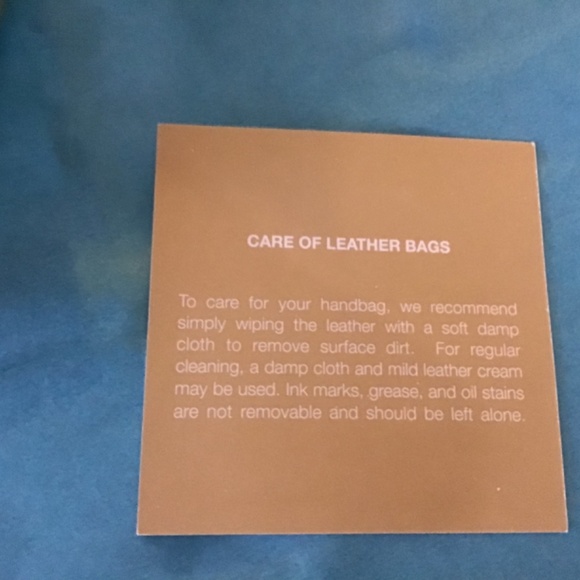 CARE OF LEATHER BAGS
To care for your handbag, we recommend
simply wiping the leather with a soft damp
cloth to remove surface dirt. For regular
cleaning, a damp cloth and mild leather cream
may be used. Ink marks, grease, and oil stains
are not removable and should be left alone.